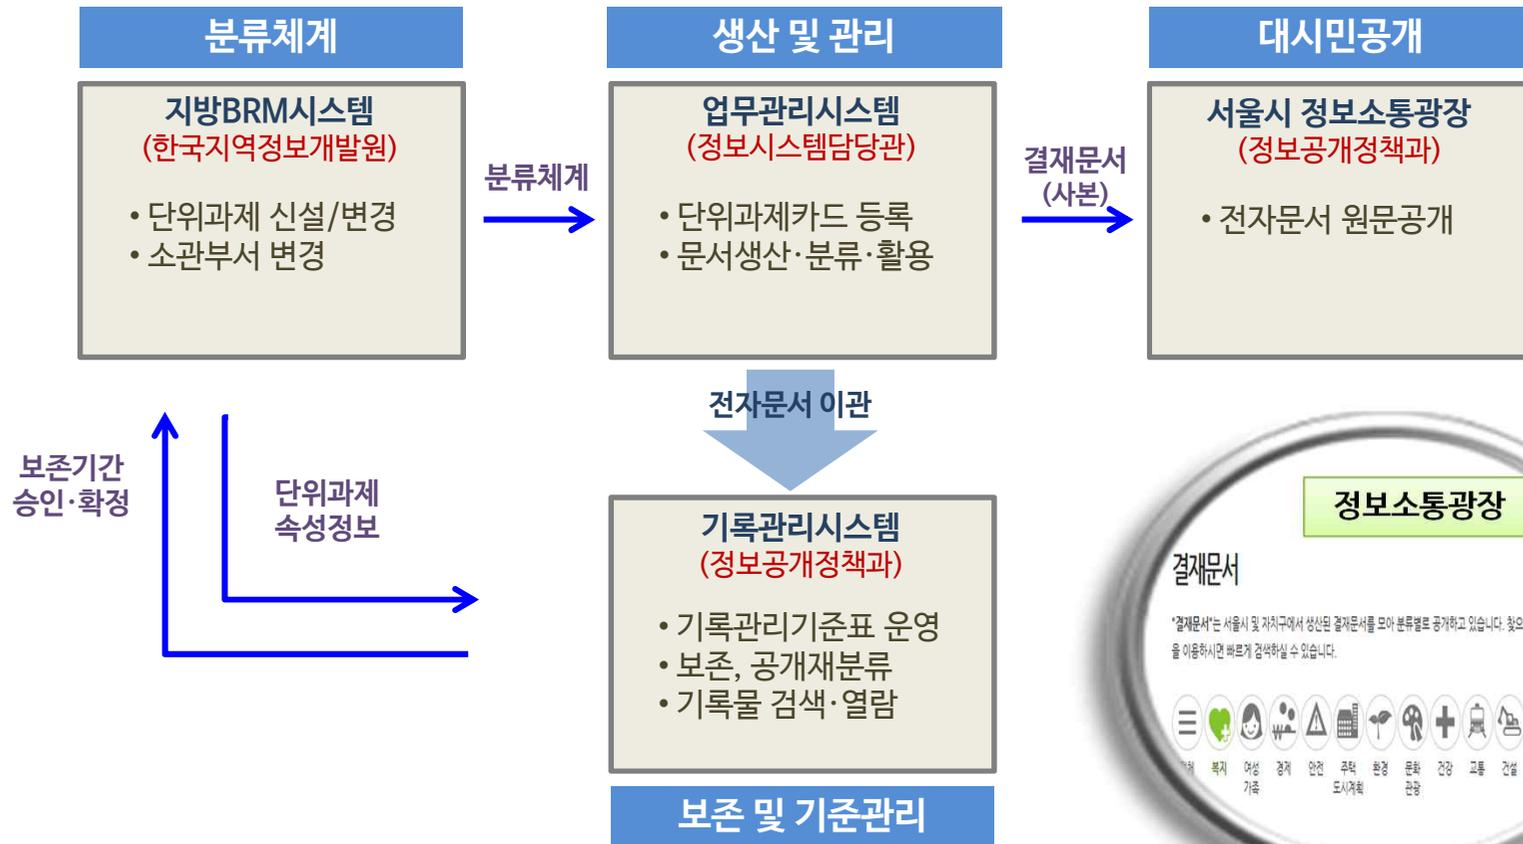 분류체계
생산 및 관리
대시민공개
지방BRM시스템
(한국지역정보개발원)
• 단위과제 신설/변경
• 소관부서 변경
분류체계
업무관리시스템
(정보시스템담당관)
• 단위과제카드 등록
• 문서생산·분류·활용
결재문서
(사본)
서울시 정보소통광장
(정보공개정책과)
• 전자문서 원문공개
전자문서 이관
보존기간
승인·확정
단위과제
속성정보
기록관리시스템
(정보공개정책과)
• 기록관리기준표 운영
• 보존, 공개재분류
• 기록물 검색·열람
보존 및 기준관리
정보소통광장
결재문서
"결재문서"는 서울시 및 자치구에서 생산된 결재문서를 모아 분류별로 공개하고 있습니다. 찾으
을 이용하시면 빠르게 검색하실 수 있습니다.
복지 여성 경제 안전 주택 환경 문화 건강 교통 건설
가족 도시계획 관광